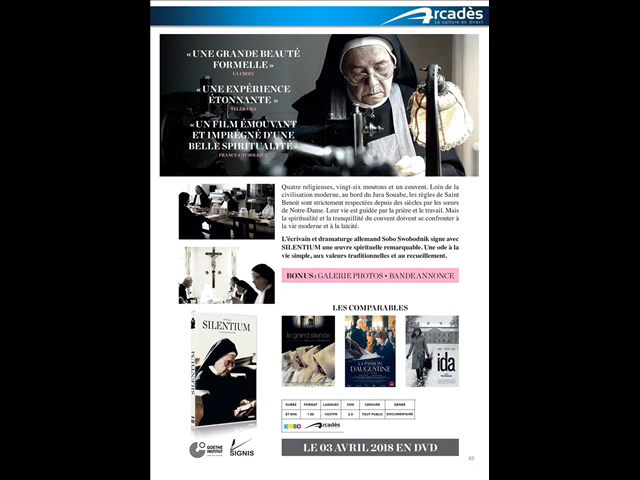 Arcadès
La culture en direct
« UNE GRANDE BEAUTÉ
FORMELLE »
LA CROIX
« UNE EXPÉRIENCE
ÉTONNANTE »
TÉLÉRAMA
« UN FILM ÉMOUVANT
ET IMPRÉGNÉ D'UNE
BELLE SPIRITUALITÉ »
FRANCE CATHOLIQUE
Quatre religieuses, vingt-six moutons et un couvent. Loin de la
civilisation moderne, au bord du Jura Souabe, les règles de Saint
Benoit sont strictement respectées depuis des siècles par les sœurs
de Notre-Dame. Leur vie est guidée par la prière et le travail. Mais
la spiritualité et la tranquillité du couvent doivent se confronter à
la vie moderne et à la laïcité.
L'écrivain et dramaturge allemand Sobo Swobodnik signe avec
SILENTIUM une œuvre spirituelle remarquable. Une ode à la
vie simple, aux valeurs traditionnelles et au recueillement.
BONUS : GALERIE PHOTOS • BANDE ANNONCE
LES COMPARABLES
SILENTIUM
le grand silence
LA PASSION
D'AUGUSTINE
ida
DURÉE FORMAT LANGUES SON CENSURE GENRE
87 MIN 1.85 VOSTFR 2.0 TOUT PUBLIC DOCUMENTAIRE
Arcadès
GOETHE
INSTITUT
SIGNIS
LE 03 AVRIL 2018 EN DVD
49